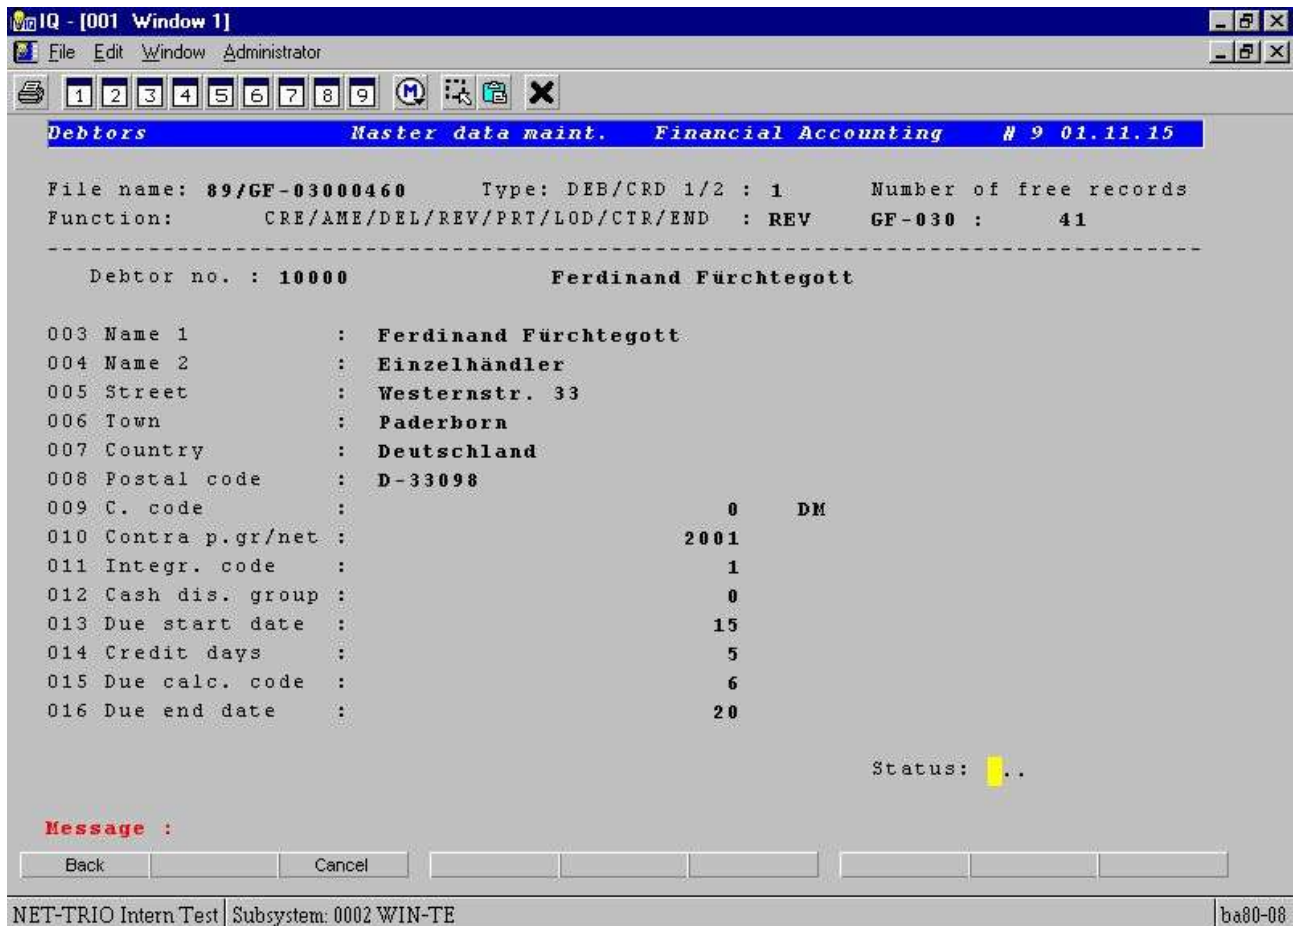 IQ - [001 Window 1]
File Edit Window Administrator
1 2 3 4 5 6 7 8 9 M
Debtors Master data maint. Financial Accounting # 9 01.11.15
File name: 89/GF-03000460 Type: DEB/CRD 1/2 : 1 Number of free records
Function: CRE/AME/DEL/REV/PRT/LOD/CTR/END : REV GF-030 : 41
--------------------------------------------------------------------------------
Debtor no. : 10000 Ferdinand Fürchtegott
003 Name 1 : Ferdinand Fürchtegott
004 Name 2 : Einzelhändler
005 Street : Westernstr. 33
006 Town : Paderborn
007 Country : Deutschland
008 Postal code : D-33098
009 C. code : 0 DM
010 Contra p.gr/net : 2001
011 Integr. code : 1
012 Cash dis. group : 0
013 Due start date : 15
014 Credit days : 5
015 Due calc. code : 6
016 Due end date : 20
Status: ..
Message :
Back Cancel
NET-TRIO Intern Test Subsystem: 0002 WIN-TE ba80-08